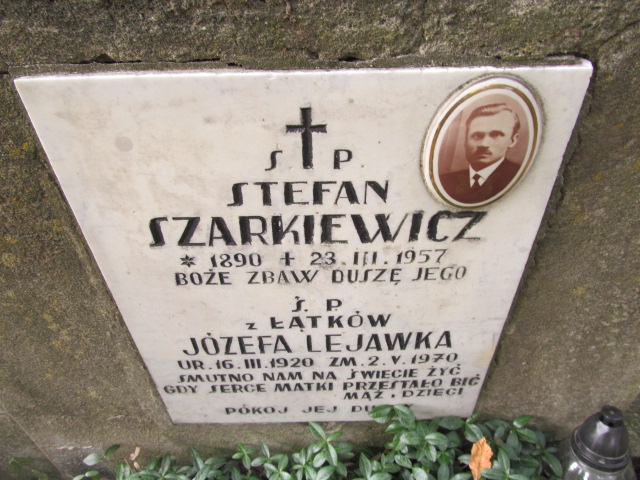 Ś P
STEFAN
SZARKIEWICZ
* 1890 + 23.III.1957
BOŻE ZBAW DUSZĘ JEGO
Ś. P
z ŁĄTKÓW
JÓZEFA LEJAWKA
UR. 16.III.1920 ZM. 2.V.1970
SMUTNO NAM NA ŚWIECIE ŻYĆ
GDY SERCE MATKI PRZESTAŁO BIĆ
MĄŻ i DZIECI
POKÓJ JEJ